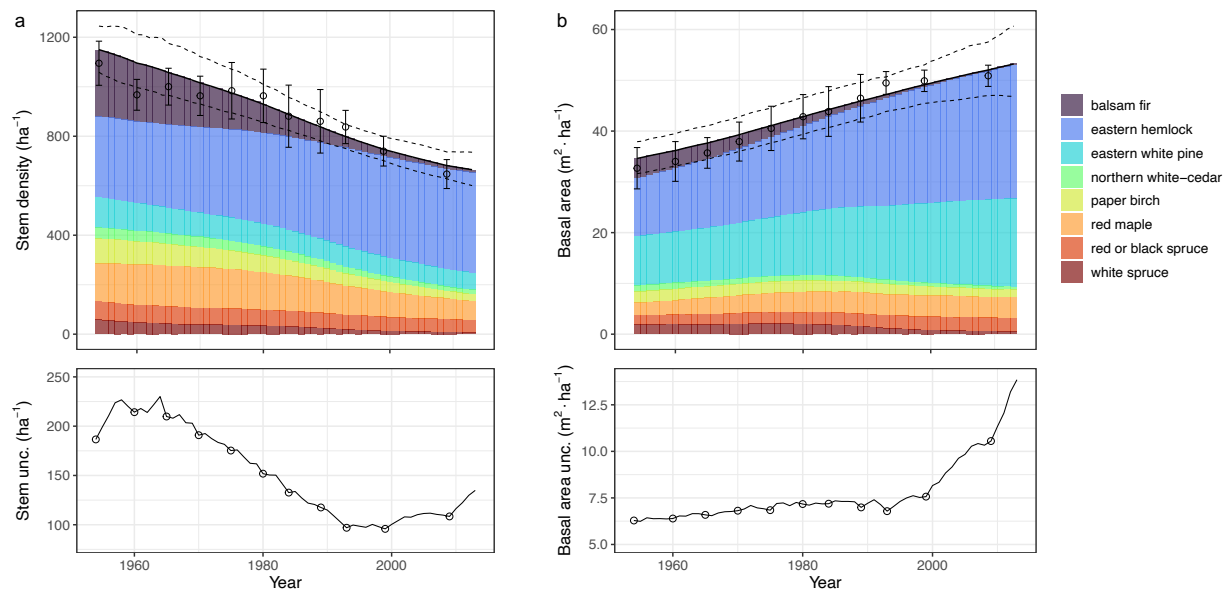 a
Stem density (ha⁻¹)
1200
800
400
0
b
Basal area (m² · ha⁻¹)
60
40
20
0
balsam fir
eastern hemlock
eastern white pine
northern white−cedar
paper birch
red maple
red or black spruce
white spruce
Stem unc. (ha⁻¹)
250
200
150
100
1960
1980
2000
Year
Basal area unc. (m² · ha⁻¹)
12.5
10.0
7.5
5.0
1960
1980
2000
Year